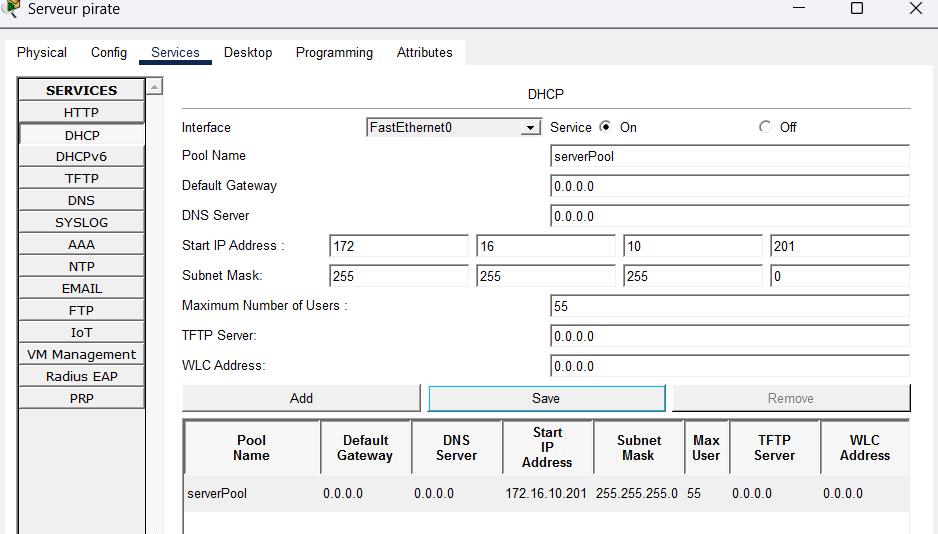 Serveur pirate
Physical Config Services Desktop Programming Attributes
SERVICES
HTTP
DHCP
DHCPv6
TFTP
DNS
SYSLOG
AAA
NTP
EMAIL
FTP
IoT
VM Management
Radius EAP
PRP
DHCP
Interface FastEthernet0 Service On Off
Pool Name serverPool
Default Gateway 0.0.0.0
DNS Server 0.0.0.0
Start IP Address : 172 16 10 201
Subnet Mask: 255 255 255 0
Maximum Number of Users : 55
TFTP Server: 0.0.0.0
WLC Address: 0.0.0.0
Add Save Remove
Pool Name Default Gateway DNS Server Start IP Address Subnet Mask Max User TFTP Server WLC Address
serverPool 0.0.0.0 0.0.0.0 172.16.10.201 255.255.255.0 55 0.0.0.0 0.0.0.0